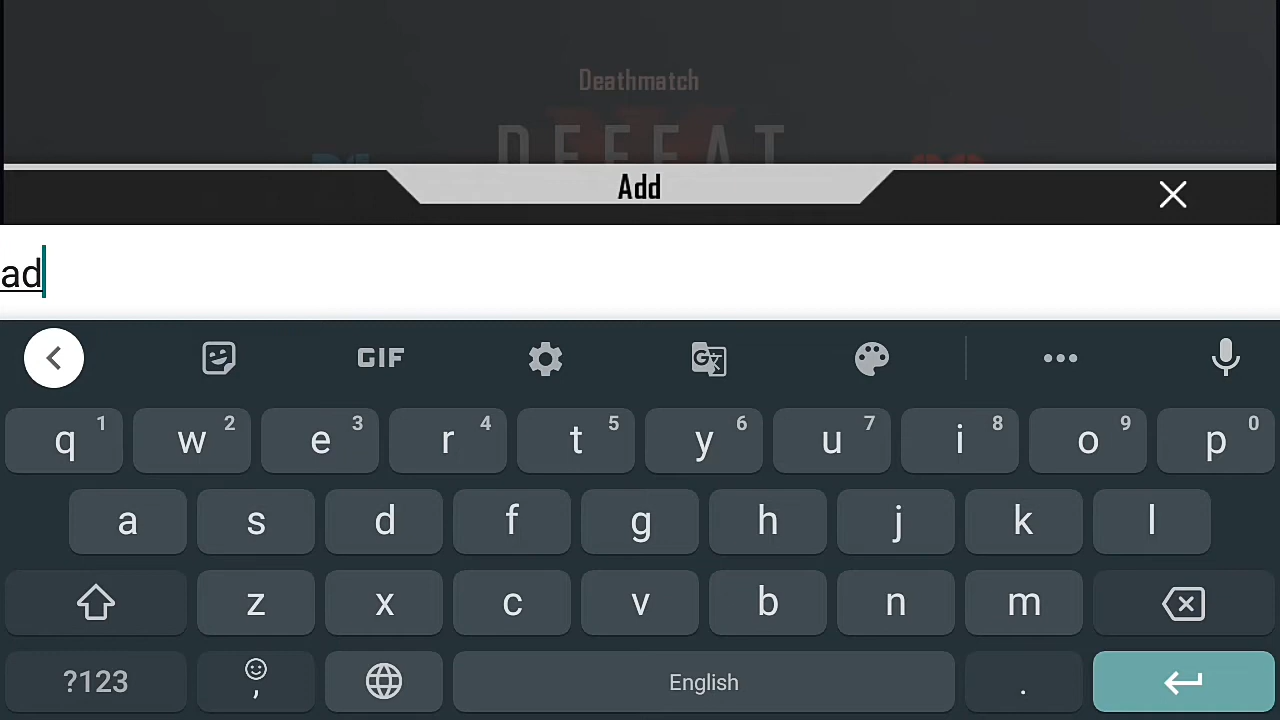 Deathmatch
DEFEAT
Add
ad
GIF G
q 1 w 2 e 3 r 4 t 5 y 6 u 7 i 8 o 9 p 0
a s d f g h j k l
z x c v b n m
?123 , English .